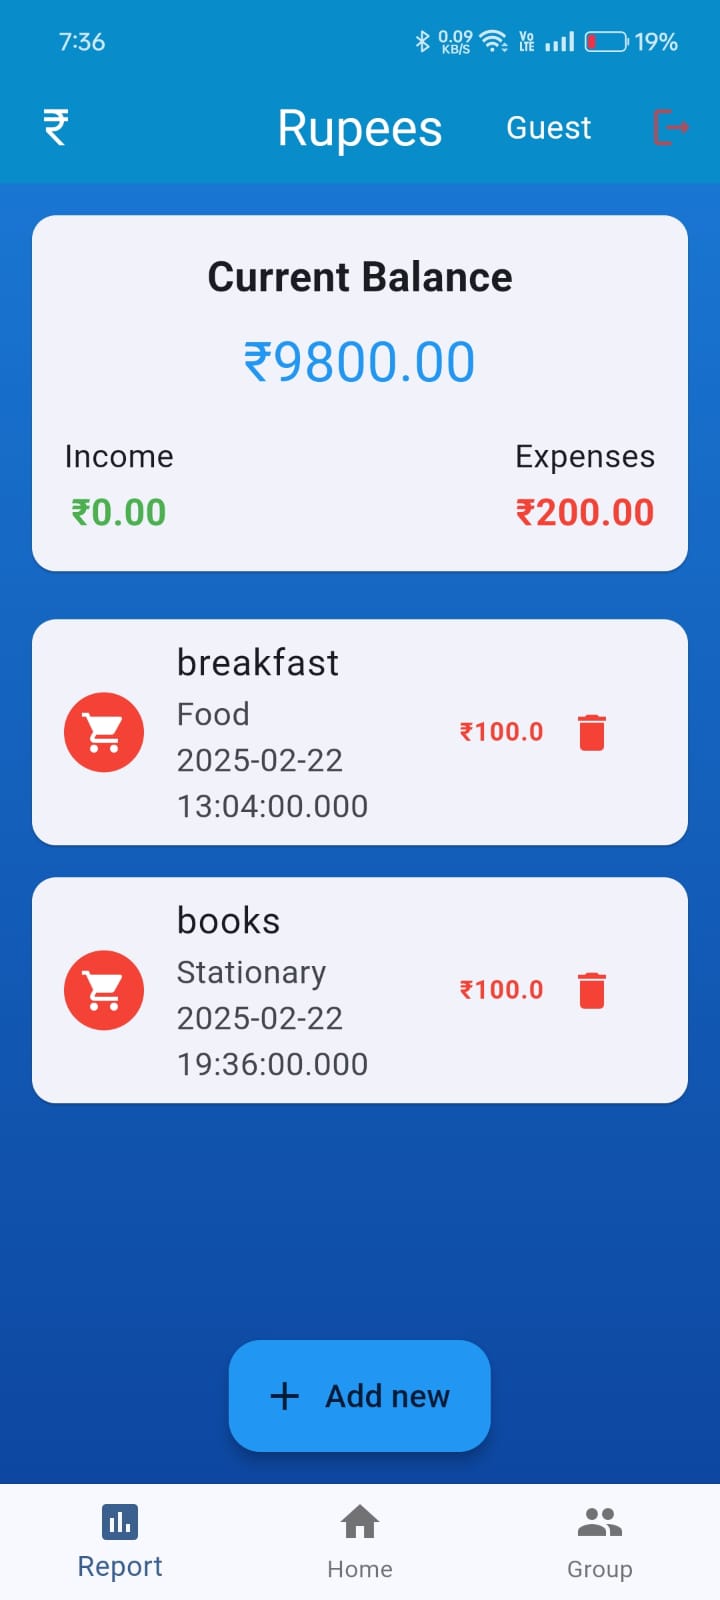 7:36 0.09 KB/S Vo LTE 19%
₹ Rupees Guest
Current Balance
₹9800.00
Income Expenses
₹0.00 ₹200.00
breakfast
Food
2025-02-22
13:04:00.000
₹100.0
books
Stationary
2025-02-22
19:36:00.000
₹100.0
+ Add new
Report Home Group